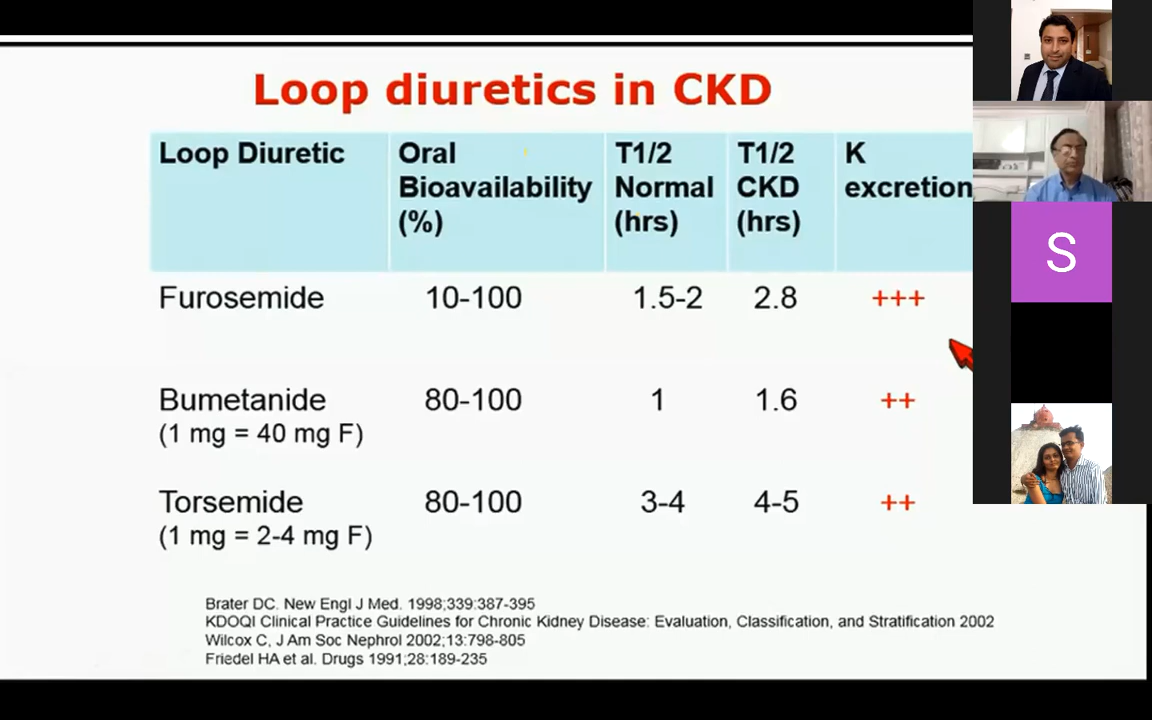 Loop diuretics in CKD
Loop Diuretic
Oral
Bioavailability
(%)
T1/2
Normal
(hrs)
T1/2
CKD
(hrs)
K
excretion
Furosemide 10-100 1.5-2 2.8 +++
Bumetanide 80-100 1 1.6 ++
(1 mg = 40 mg F)
Torsemide 80-100 3-4 4-5 ++
(1 mg = 2-4 mg F)
Brater DC. New Engl J Med. 1998;339:387-395
KDOQI Clinical Practice Guidelines for Chronic Kidney Disease: Evaluation, Classification, and Stratification 2002
Wilcox C, J Am Soc Nephrol 2002;13:798-805
Friedel HA et al. Drugs 1991;28:189-235
S